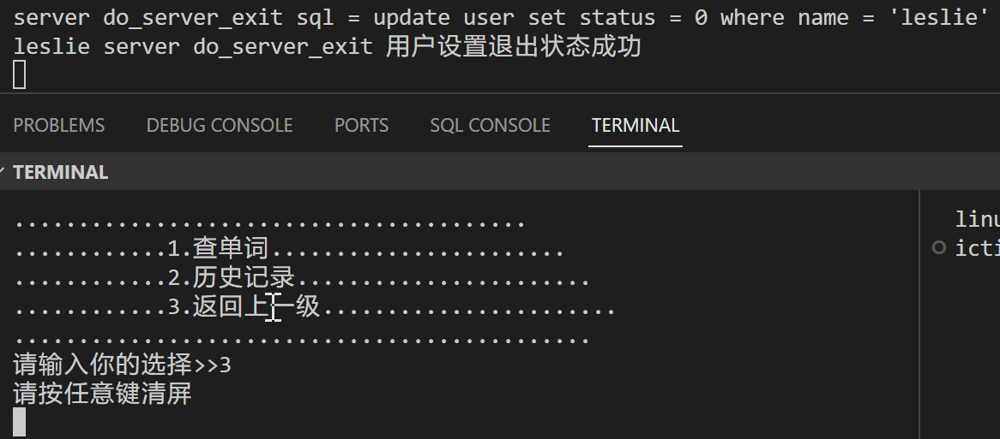 server do_server_exit sql = update user set status = 0 where name = 'leslie'
leslie server do_server_exit 用户设置退出状态成功
PROBLEMS DEBUG CONSOLE PORTS SQL CONSOLE TERMINAL
TERMINAL
........................................
............1.查单词.......................
............2.历史记录.......................
............3.返回上一级.......................
.............................................
请输入你的选择>>3
请按任意键清屏
linu
icti